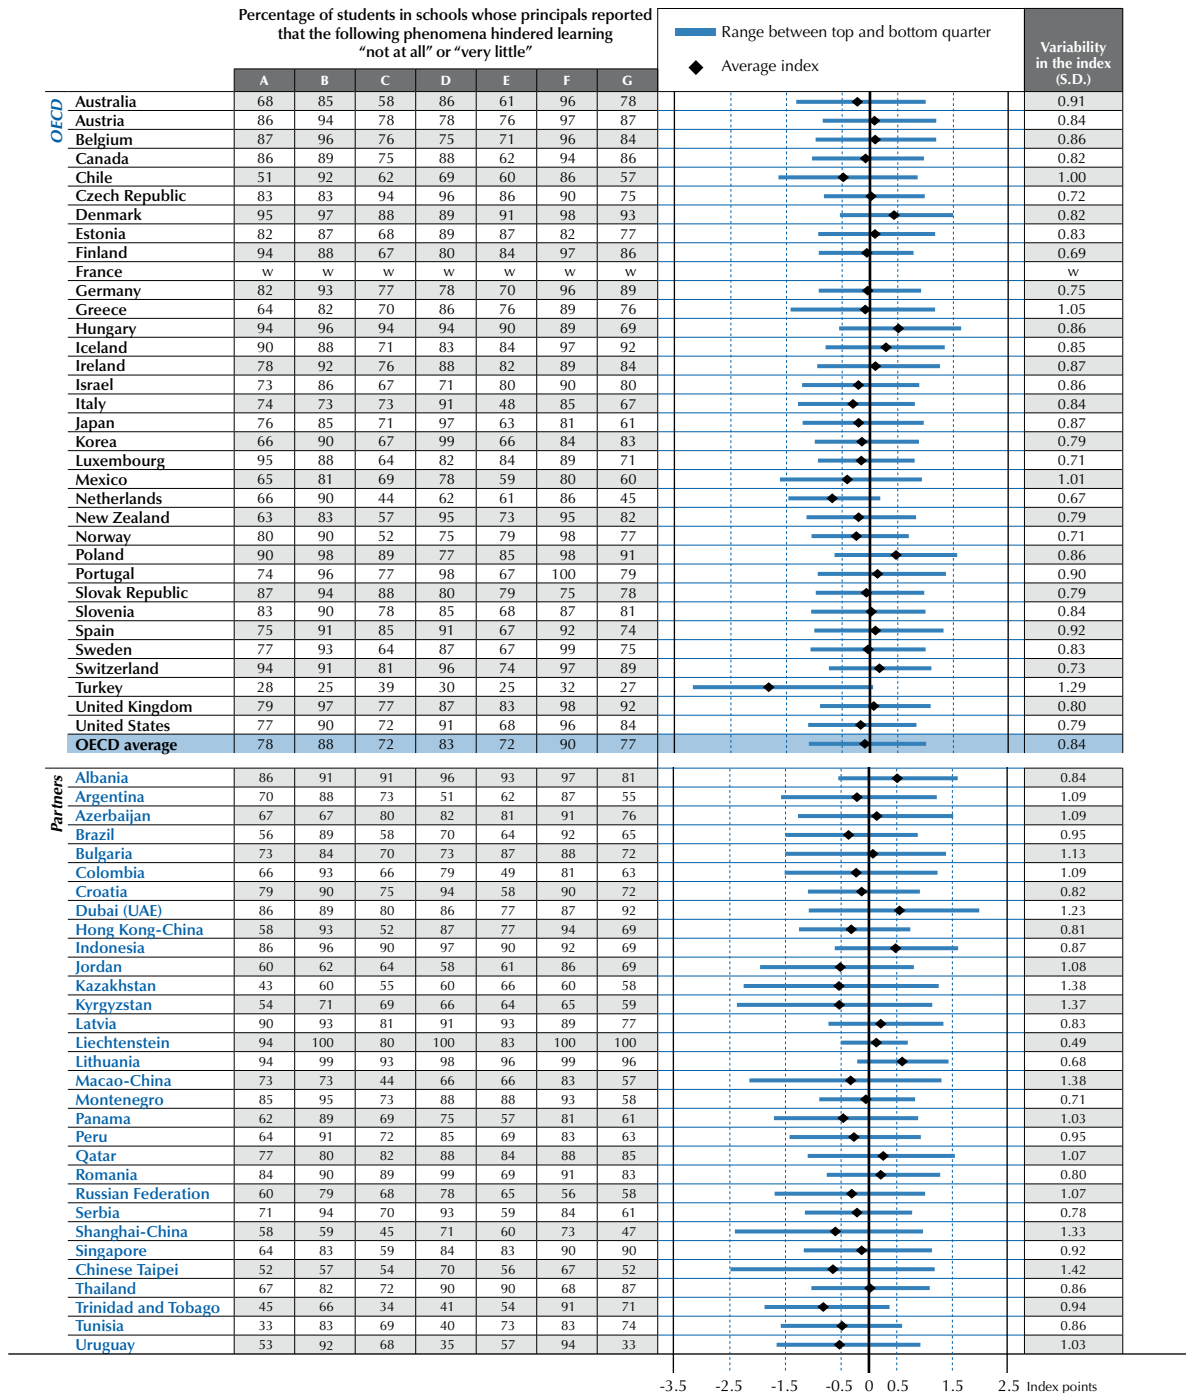 Percentage of students in schools whose principals reported
that the following phenomena hindered learning
“not at all” or “very little”
Range between top and bottom quarter
Average index
Variability
in the index
(S.D.)
A B C D E F G
OECD
Australia 68 85 58 86 61 96 78 0.91
Austria 86 94 78 78 76 97 87 0.84
Belgium 87 96 76 75 71 96 84 0.86
Canada 86 89 75 88 62 94 86 0.82
Chile 51 92 62 69 60 86 57 1.00
Czech Republic 83 83 94 96 86 90 75 0.72
Denmark 95 97 88 89 91 98 93 0.82
Estonia 82 87 68 89 87 82 77 0.83
Finland 94 88 67 80 84 97 86 0.69
France w w w w w w w w
Germany 82 93 77 78 70 96 89 0.75
Greece 64 82 70 86 76 89 76 1.05
Hungary 94 96 94 94 90 89 69 0.86
Iceland 90 88 71 83 84 97 92 0.85
Ireland 78 92 76 88 82 89 84 0.87
Israel 73 86 67 71 80 90 80 0.86
Italy 74 73 73 91 48 85 67 0.84
Japan 76 85 71 97 63 81 61 0.87
Korea 66 90 67 99 66 84 83 0.79
Luxembourg 95 88 64 82 84 89 71 0.71
Mexico 65 81 69 78 59 80 60 1.01
Netherlands 66 90 44 62 61 86 45 0.67
New Zealand 63 83 57 95 73 95 82 0.79
Norway 80 90 52 75 79 98 77 0.71
Poland 90 98 89 77 85 98 91 0.86
Portugal 74 96 77 98 67 100 79 0.90
Slovak Republic 87 94 88 80 79 75 78 0.79
Slovenia 83 90 78 85 68 87 81 0.84
Spain 75 91 85 91 67 92 74 0.92
Sweden 77 93 64 87 67 99 75 0.83
Switzerland 94 91 81 96 74 97 89 0.73
Turkey 28 25 39 30 25 32 27 1.29
United Kingdom 79 97 77 87 83 98 92 0.80
United States 77 90 72 91 68 96 84 0.79
OECD average 78 88 72 83 72 90 77 0.84
Partners
Albania 86 91 91 96 93 97 81 0.84
Argentina 70 88 73 51 62 87 55 1.09
Azerbaijan 67 67 80 82 81 91 76 1.09
Brazil 56 89 58 70 64 92 65 0.95
Bulgaria 73 84 70 73 87 88 72 1.13
Colombia 66 93 66 79 49 81 63 1.09
Croatia 79 90 75 94 58 90 72 0.82
Dubai (UAE) 86 89 80 86 77 87 92 1.23
Hong Kong-China 58 93 52 87 77 94 69 0.81
Indonesia 86 96 90 97 90 92 69 0.87
Jordan 60 62 64 58 61 86 69 1.08
Kazakhstan 43 60 55 60 66 60 58 1.38
Kyrgyzstan 54 71 69 66 64 65 59 1.37
Latvia 90 93 81 91 93 89 77 0.83
Liechtenstein 94 100 80 100 83 100 100 0.49
Lithuania 94 99 93 98 96 99 96 0.68
Macao-China 73 73 44 66 66 83 57 1.38
Montenegro 85 95 73 88 88 93 58 0.71
Panama 62 89 69 75 57 81 61 1.03
Peru 64 91 72 85 69 83 63 0.95
Qatar 77 80 82 88 84 88 85 1.07
Romania 84 90 89 99 69 91 83 0.80
Russian Federation 60 79 68 78 65 56 58 1.07
Serbia 71 94 70 93 59 84 61 0.78
Shanghai-China 58 59 45 71 60 73 47 1.33
Singapore 64 83 59 84 83 90 90 0.92
Chinese Taipei 52 57 54 70 56 67 52 1.42
Thailand 67 82 72 90 90 68 87 0.86
Trinidad and Tobago 45 66 34 41 54 91 71 0.94
Tunisia 33 83 69 40 73 83 74 0.86
Uruguay 53 92 68 35 57 94 33 1.03
-3.5 -2.5 -1.5 -0.5 0 0.5 1.5 2.5 Index points